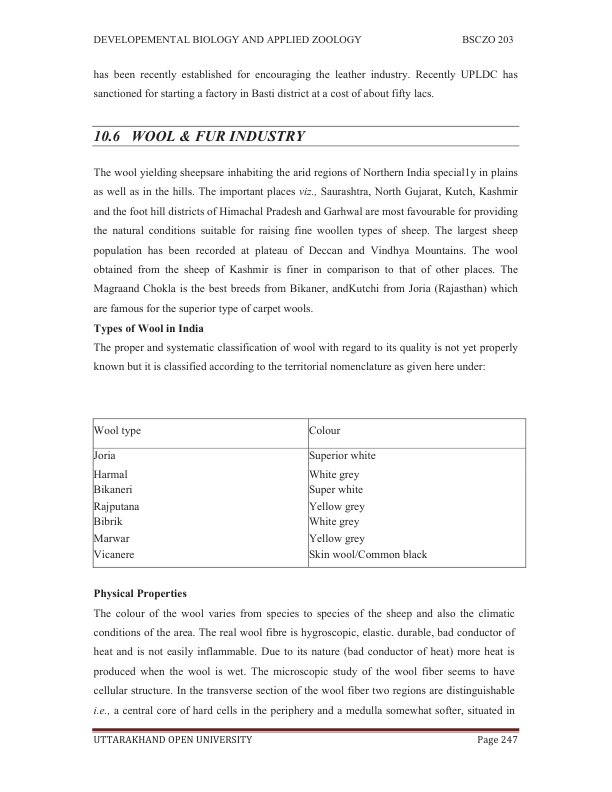 DEVELOPEMENTAL BIOLOGY AND APPLIED ZOOLOGY BSCZO 203
has been recently established for encouraging the leather industry. Recently UPLDC has
sanctioned for starting a factory in Basti district at a cost of about fifty lacs.
10.6 WOOL & FUR INDUSTRY
The wool yielding sheepsare inhabiting the arid regions of Northern India specially in plains
as well as in the hills. The important places viz., Saurashtra, North Gujarat, Kutch, Kashmir
and the foot hill districts of Himachal Pradesh and Garhwal are most favourable for providing
the natural conditions suitable for raising fine woollen types of sheep. The largest sheep
population has been recorded at plateau of Deccan and Vindhya Mountains. The wool
obtained from the sheep of Kashmir is finer in comparison to that of other places. The
Magraand Chokla is the best breeds from Bikaner, andKutchi from Joria (Rajasthan) which
are famous for the superior type of carpet wools.
Types of Wool in India
The proper and systematic classification of wool with regard to its quality is not yet properly
known but it is classified according to the territorial nomenclature as given here under:
Wool type Colour
Joria Superior white
Harmal White grey
Bikaneri Super white
Rajputana Yellow grey
Bibrik White grey
Marwar Yellow grey
Vicanere Skin wool/Common black
Physical Properties
The colour of the wool varies from species to species of the sheep and also the climatic
conditions of the area. The real wool fibre is hygroscopic, elastic. durable, bad conductor of
heat and is not easily inflammable. Due to its nature (bad conductor of heat) more heat is
produced when the wool is wet. The microscopic study of the wool fiber seems to have
cellular structure. In the transverse section of the wool fiber two regions are distinguishable
i.e., a central core of hard cells in the periphery and a medulla somewhat softer, situated in
UTTARAKHAND OPEN UNIVERSITY Page 247